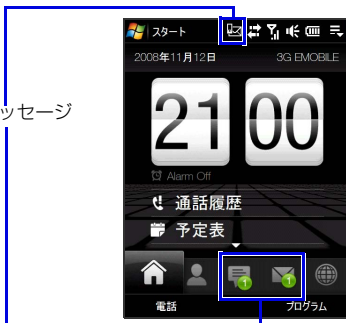 スタート
2008年11月12日 3G EMOBILE
ッセージ
21 00
Alarm Off
通話履歴
予定表
1 1
電話 プログラム